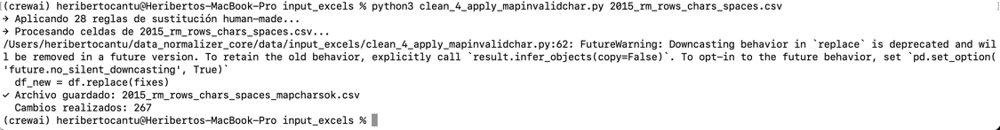 ((crewai) heribertocantu@Heribertos-MacBook-Pro input_excels % python3 clean_4_apply_mapinvalidchar.py 2015_rm_rows_chars_spaces.csv
→ Aplicando 28 reglas de sustitución human-made...
→ Procesando celdas de 2015_rm_rows_chars_spaces.csv...
/Users/heribertocantu/data_normalizer_core/data/input_excels/clean_4_apply_mapinvalidchar.py:62: FutureWarning: Downcasting behavior in `replace` is deprecated and wil
l be removed in a future version. To retain the old behavior, explicitly call `result.infer_objects(copy=False)`. To opt-in to the future behavior, set `pd.set_option(
'future.no_silent_downcasting', True)`
  df_new = df.replace(fixes)
✓ Archivo guardado: 2015_rm_rows_chars_spaces_mapcharsok.csv
  Cambios realizados: 267
(crewai) heribertocantu@Heribertos-MacBook-Pro input_excels %